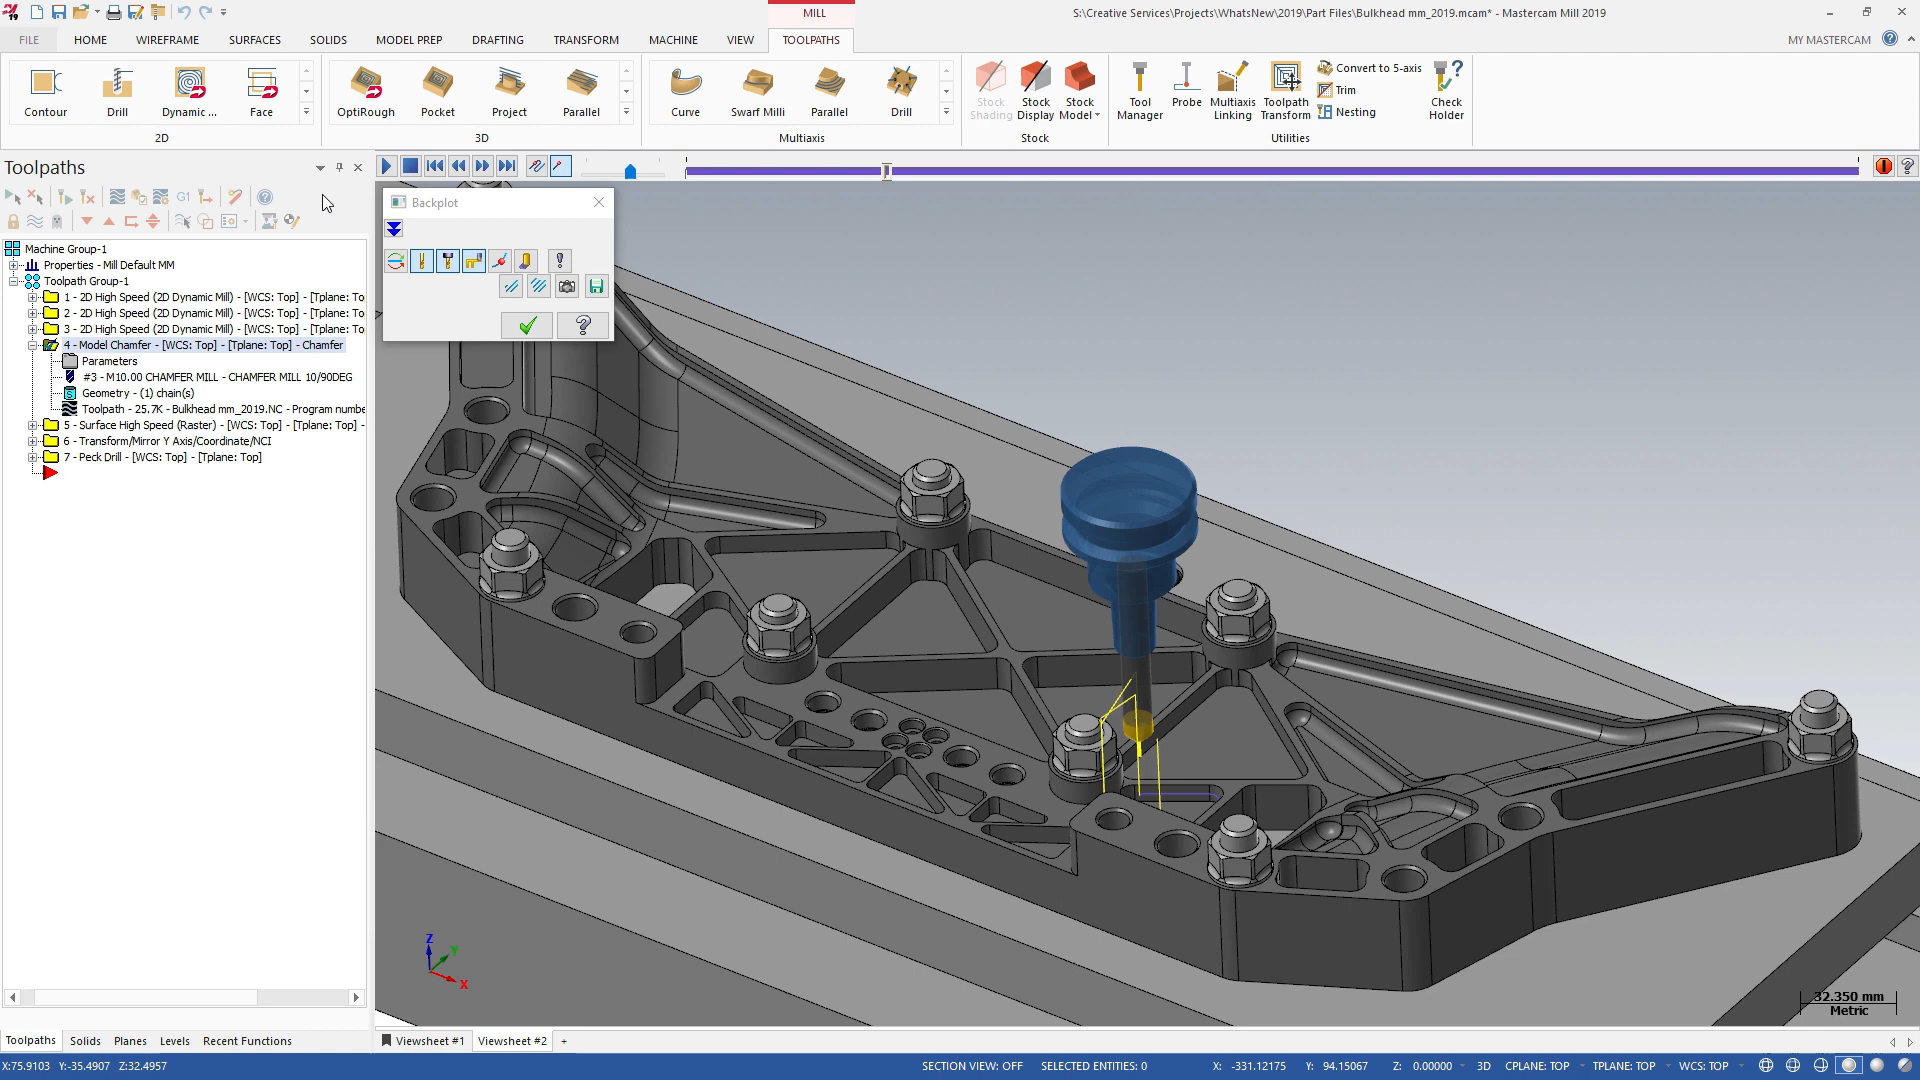 MILL
S:\Creative Services\Projects\WhatsNew\2019\Part Files\Bulkhead mm_2019.mcam* - Mastercam Mill 2019
FILE HOME WIREFRAME SURFACES SOLIDS MODEL PREP DRAFTING TRANSFORM MACHINE VIEW TOOLPATHS MY MASTERCAM
Contour Drill Dynamic ... Face
2D
OptiRough Pocket Project Parallel
3D
Curve Swarf Milli Parallel Drill
Multiaxis
Stock Shading
Stock Display
Stock Model
Stock
Tool Manager
Probe
Multiaxis Linking
Toolpath Transform
Convert to 5-axis
Trim
Nesting
Check Holder
Utilities
Toolpaths
G1
Backplot
Machine Group-1
Properties - Mill Default MM
Toolpath Group-1
1 - 2D High Speed (2D Dynamic Mill) - [WCS: Top] - [Tplane: To
2 - 2D High Speed (2D Dynamic Mill) - [WCS: Top] - [Tplane: To
3 - 2D High Speed (2D Dynamic Mill) - [WCS: Top] - [Tplane: To
4 - Model Chamfer - [WCS: Top] - [Tplane: Top] - Chamfer
Parameters
#3 - M10.00 CHAMFER MILL - CHAMFER MILL 10/90DEG
Geometry - (1) chain(s)
Toolpath - 25.7K - Bulkhead mm_2019.NC - Program numbe
5 - Surface High Speed (Raster) - [WCS: Top] - [Tplane: Top] -
6 - Transform/Mirror Y Axis/Coordinate/NCI
7 - Peck Drill - [WCS: Top] - [Tplane: Top]
Z
Y
X
32.350 mm
Metric
Toolpaths Solids Planes Levels Recent Functions
Viewsheet #1 Viewsheet #2 +
X:75.9103 Y:-35.4907 Z:32.4957 SECTION VIEW: OFF SELECTED ENTITIES: 0 X: -331.12175 Y: 94.15067 Z: 0.00000 3D CPLANE: TOP TPLANE: TOP WCS: TOP